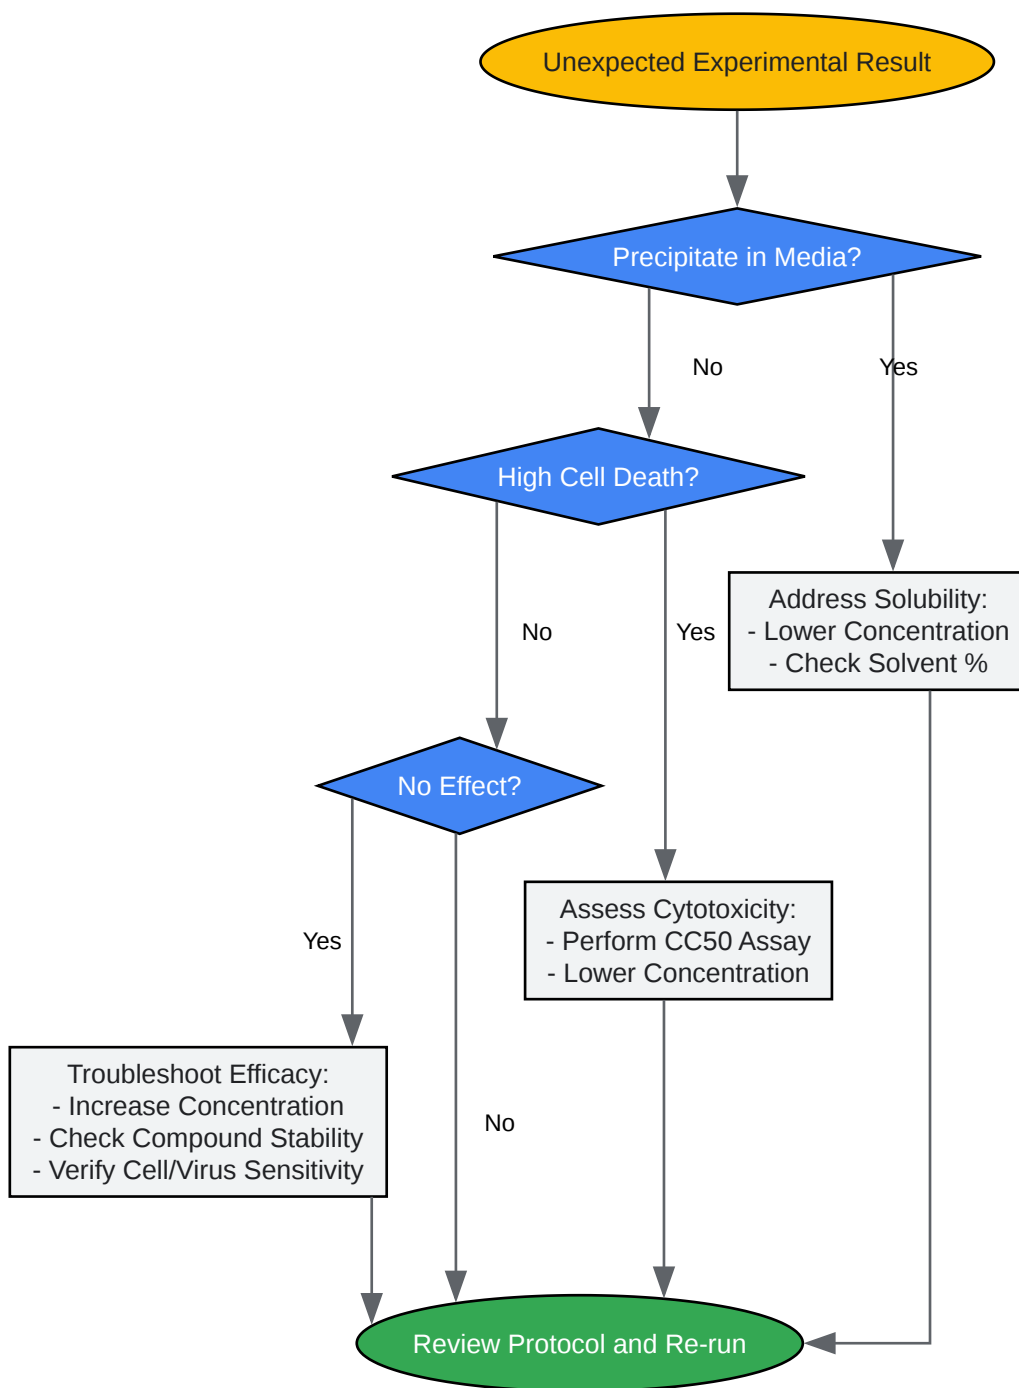 Unexpected Experimental Result
Precipitate in Media?
No
Yes
High Cell Death?
Address Solubility:
- Lower Concentration
- Check Solvent %
No
Yes
No Effect?
Assess Cytotoxicity:
- Perform CC50 Assay
- Lower Concentration
Yes
Troubleshoot Efficacy:
- Increase Concentration
- Check Compound Stability
- Verify Cell/Virus Sensitivity
No
Review Protocol and Re-run